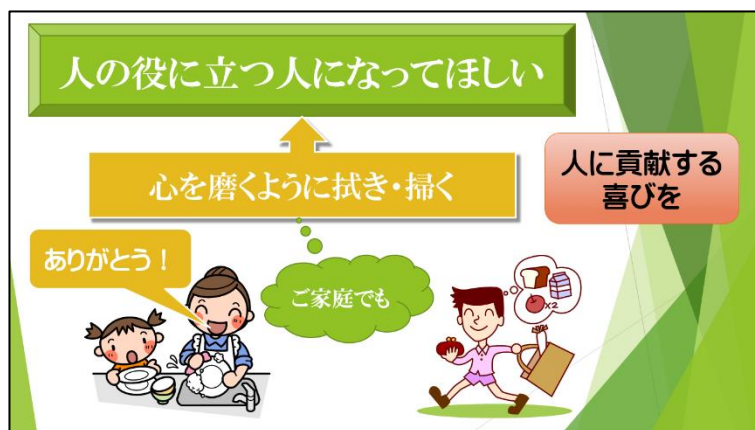 人の役に立つ人になってほしい
心を磨くように拭き・掃く
人に貢献する
喜びを
ありがとう！
ご家庭でも
×2